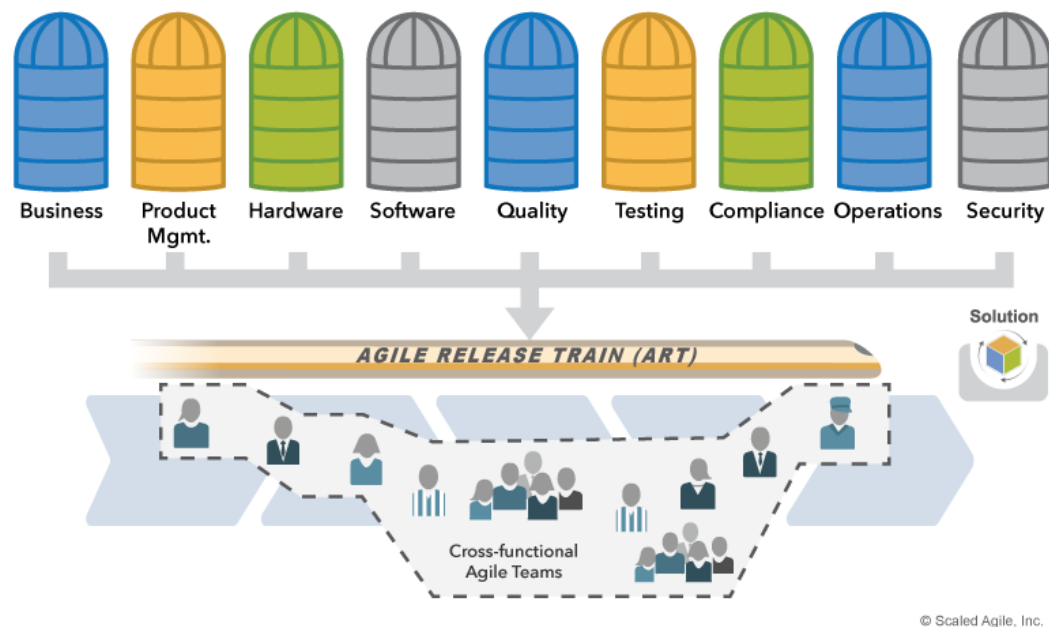 Business
Product
Mgmt.
Hardware
Software
Quality
Testing
Compliance
Operations
Security
Solution
AGILE RELEASE TRAIN (ART)
Cross-functional
Agile Teams
© Scaled Agile, Inc.